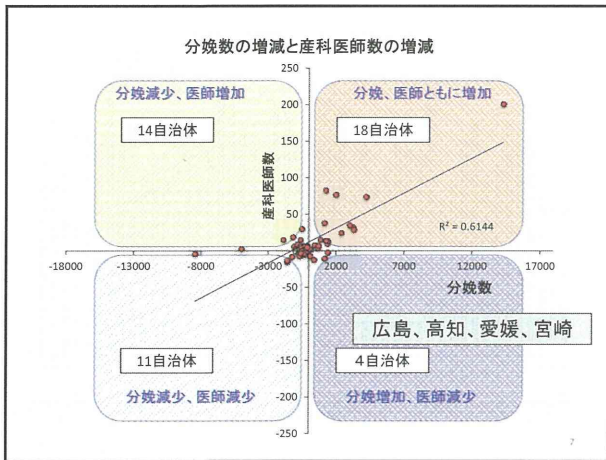 分娩数の増減と産科医師数の増減
250
分娩減少、医師増加
分娩、医師ともに増加
200
14自治体
18自治体
150
産科医師数
100
50
R² = 0.6144
0
-18000 -13000 -8000 -3000 2000 7000 12000 17000
分娩数
-50
広島、高知、愛媛、宮崎
-100
-150
11自治体
4自治体
分娩減少、医師減少
分娩増加、医師減少
-200
-250
7